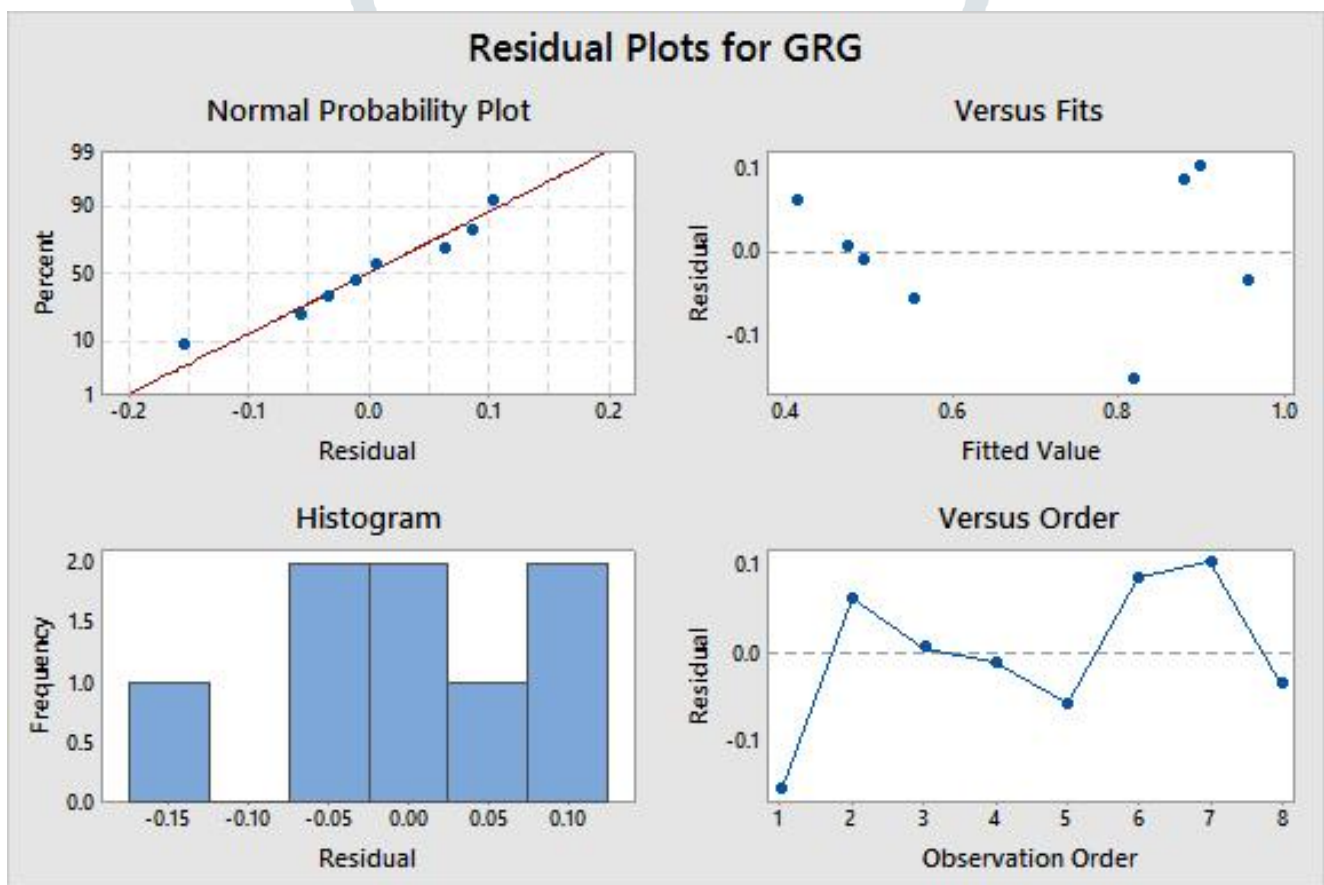 Residual Plots for GRG
Normal Probability Plot
99
90
50
10
1
Percent
-0.2 -0.1 0.0 0.1 0.2
Residual
Versus Fits
0.1
0.0
-0.1
Residual
0.4 0.6 0.8 1.0
Fitted Value
Histogram
2.0
1.5
1.0
0.5
0.0
Frequency
-0.15 -0.10 -0.05 0.00 0.05 0.10
Residual
Versus Order
0.1
0.0
-0.1
Residual
1 2 3 4 5 6 7 8
Observation Order